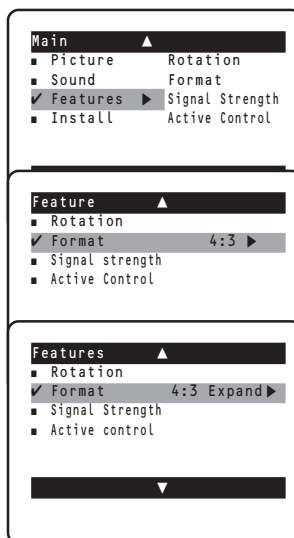 Main ▲
■ Picture Rotation
■ Sound Format
✔ Features ▶ Signal Strength
■ Install Active Control
Feature ▲
■ Rotation
✔ Format 4:3 ▶
■ Signal strength
■ Active Control
Features ▲
■ Rotation
✔ Format 4:3 Expand ▶
■ Signal Strength
■ Active control
▼